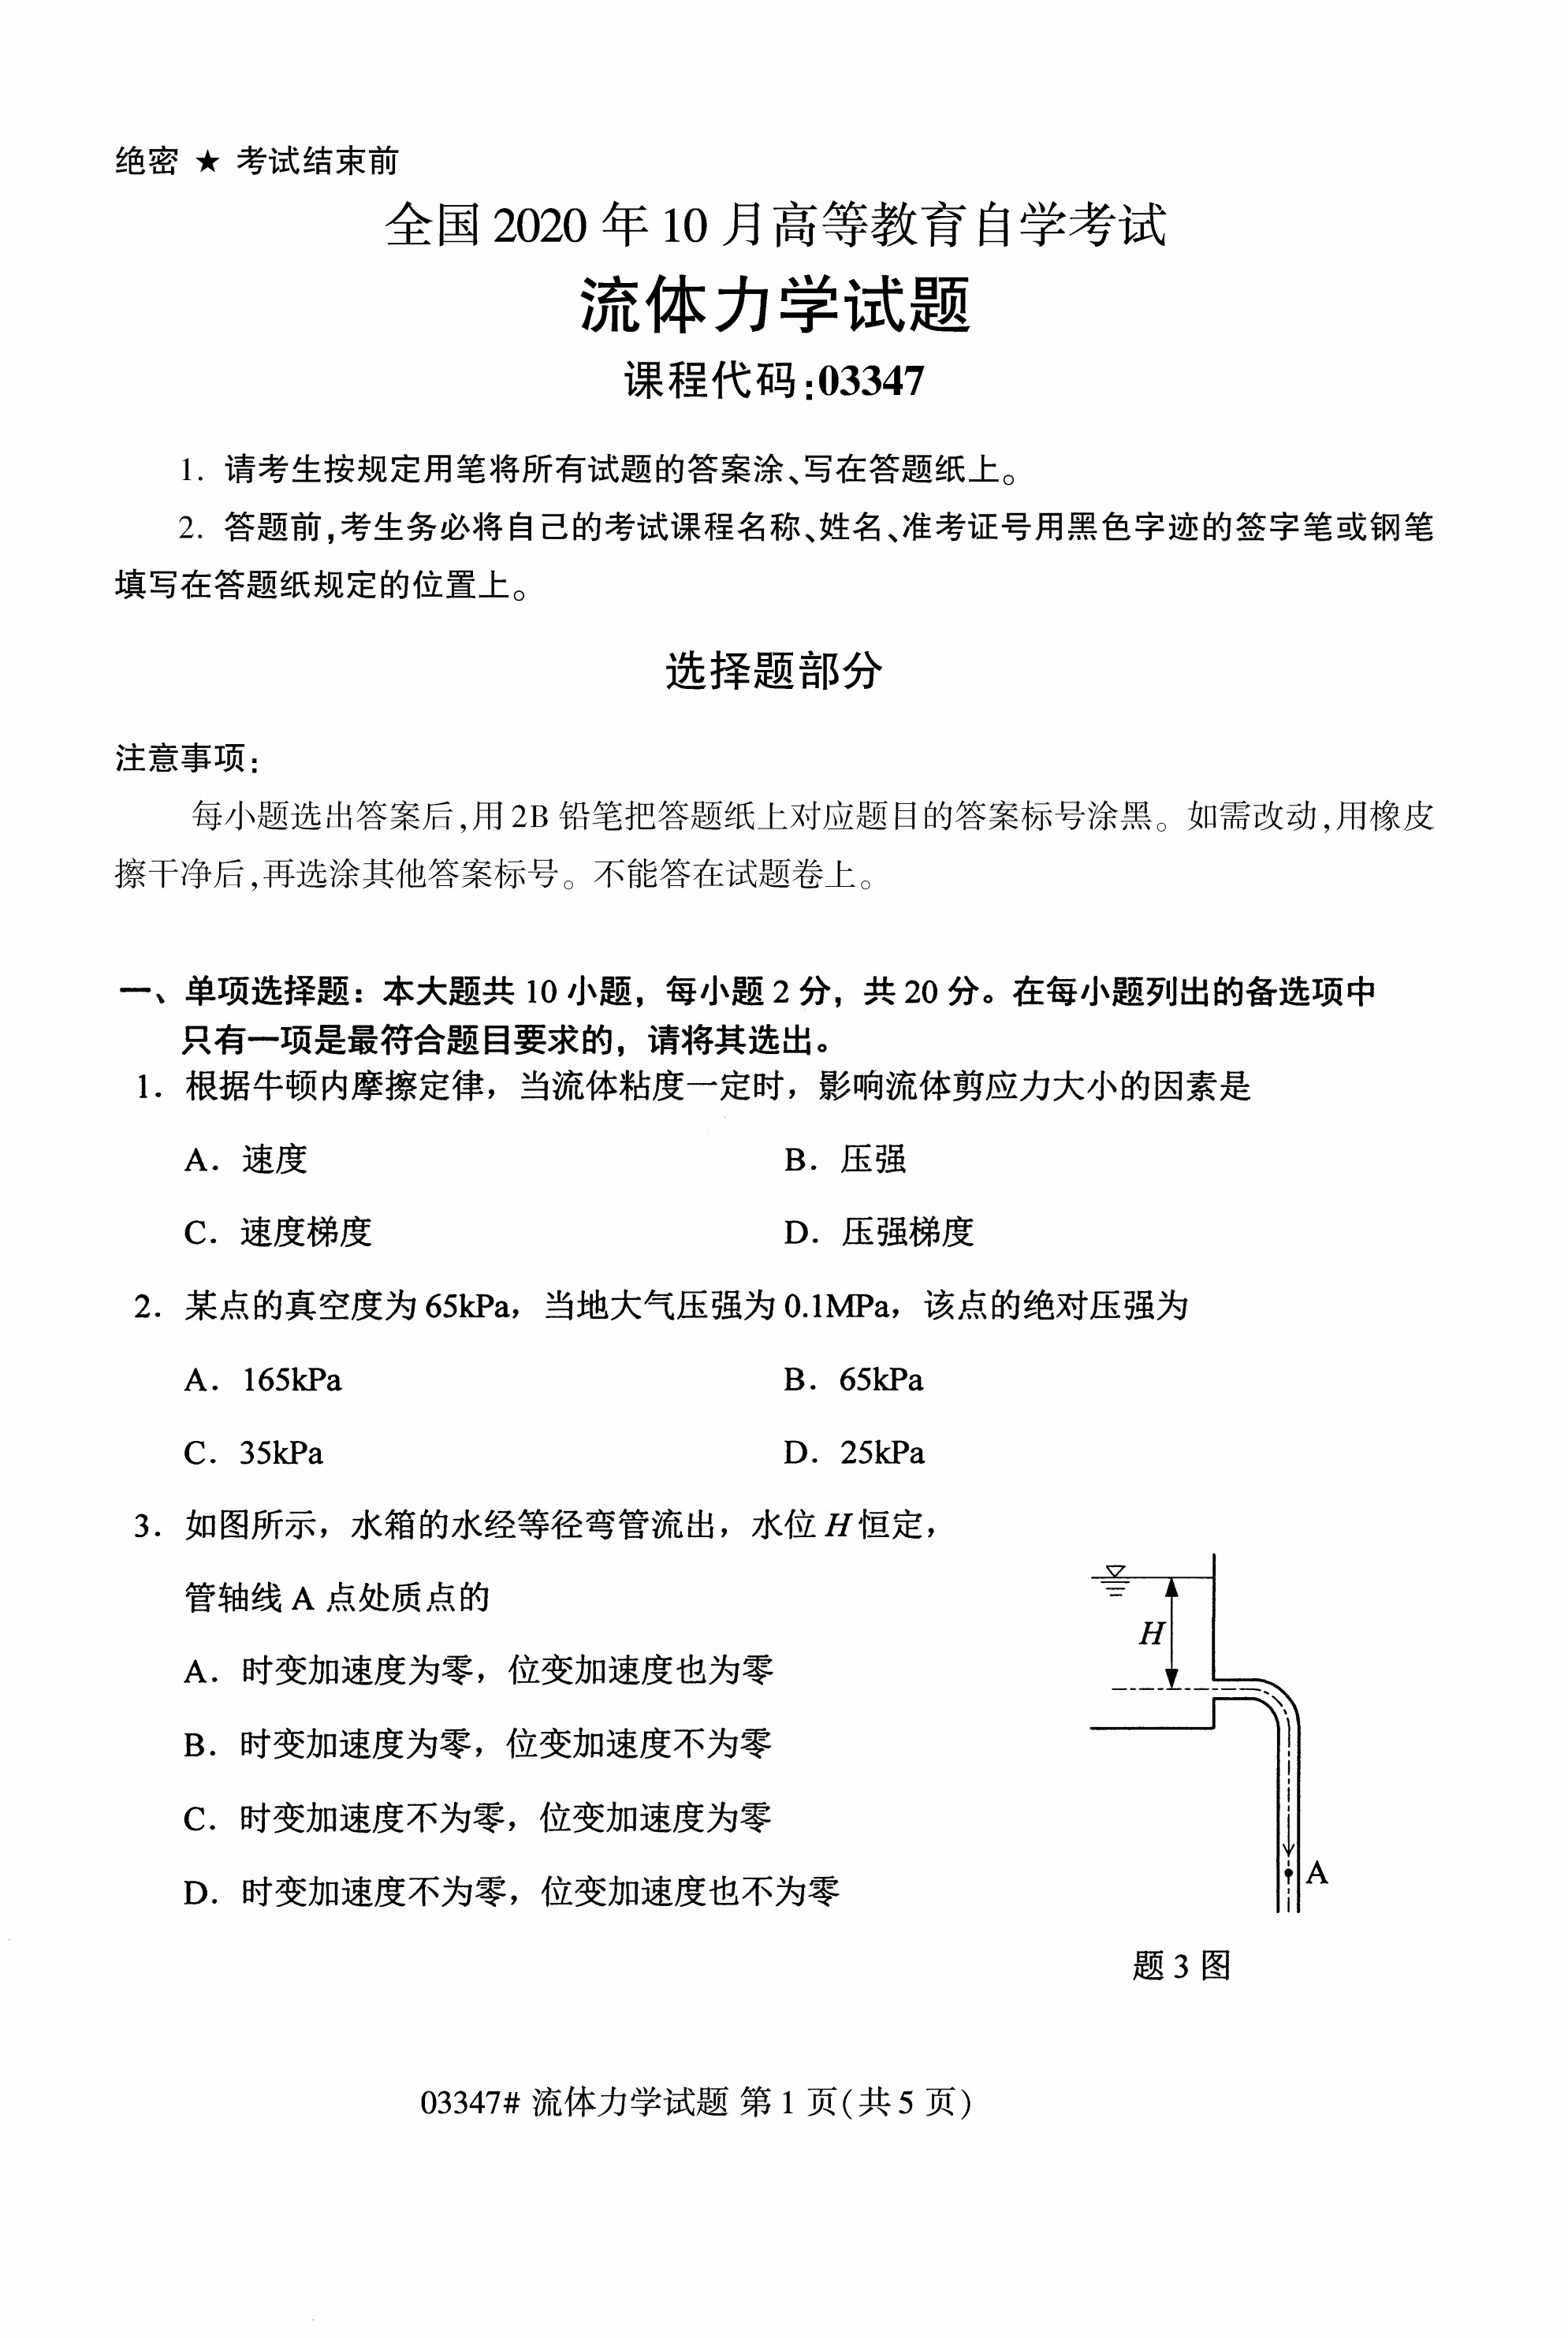 绝密 ★ 考试结束前
全国 2020 年 10 月高等教育自学考试
流体力学试题
课程代码:03347
1. 请考生按规定用笔将所有试题的答案涂、写在答题纸上。
2. 答题前,考生务必将自己的考试课程名称、姓名、准考证号用黑色字迹的签字笔或钢笔
填写在答题纸规定的位置上。
选择题部分
注意事项:
每小题选出答案后,用 2B 铅笔把答题纸上对应题目的答案标号涂黑。如需改动,用橡皮
擦干净后,再选涂其他答案标号。不能答在试题卷上。
一、单项选择题：本大题共 10 小题，每小题 2 分，共 20 分。在每小题列出的备选项中
只有一项是最符合题目要求的，请将其选出。
1. 根据牛顿内摩擦定律，当流体粘度一定时，影响流体剪应力大小的因素是
A. 速度 B. 压强
C. 速度梯度 D. 压强梯度
2. 某点的真空度为 65kPa，当地大气压强为 0.1MPa，该点的绝对压强为
A. 165kPa B. 65kPa
C. 35kPa D. 25kPa
3. 如图所示，水箱的水经等径弯管流出，水位 H 恒定，
管轴线 A 点处质点的
A. 时变加速度为零，位变加速度也为零
B. 时变加速度为零，位变加速度不为零
C. 时变加速度不为零，位变加速度为零
D. 时变加速度不为零，位变加速度也不为零
H
A
题 3 图
03347# 流体力学试题 第 1 页(共 5 页)